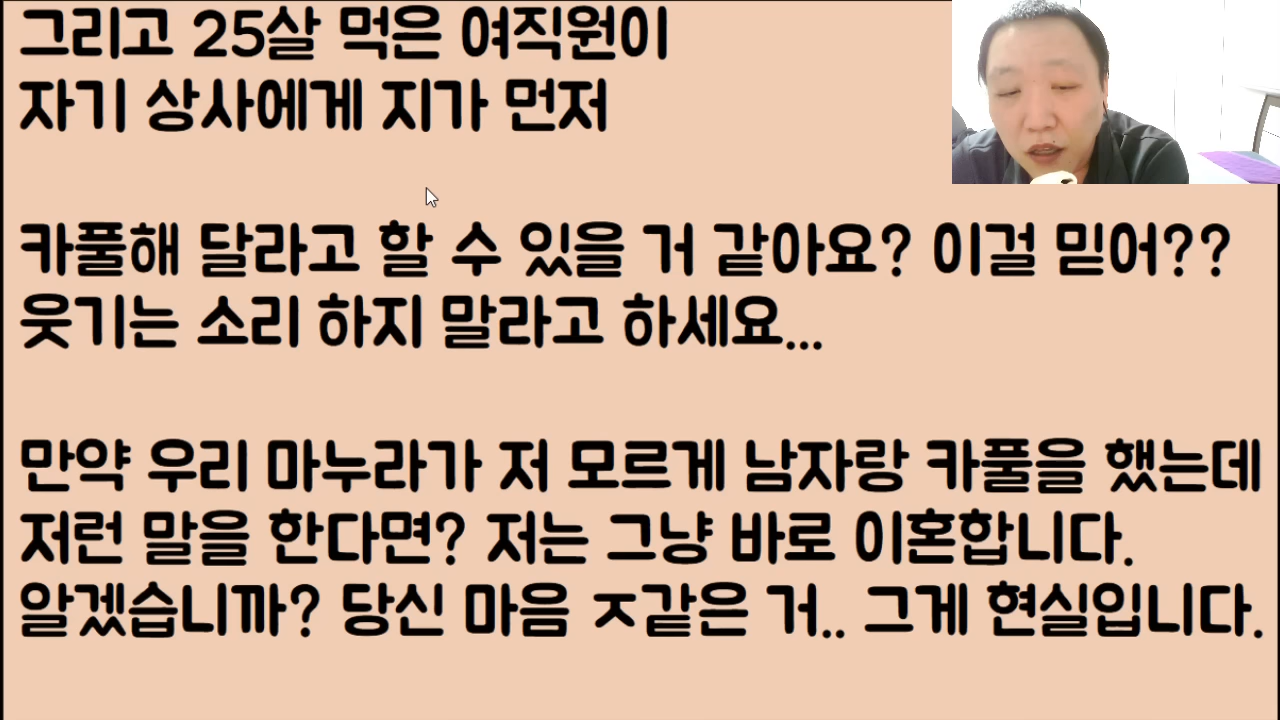 그리고 25살 먹은 여직원이
자기 상사에게 지가 먼저
카풀해 달라고 할 수 있을 거 같아요? 이걸 믿어??
웃기는 소리 하지 말라고 하세요...
만약 우리 마누라가 저 모르게 남자랑 카풀을 했는데
저런 말을 한다면? 저는 그냥 바로 이혼합니다.
알겠습니까? 당신 마음 ㅈ같은 거.. 그게 현실입니다.